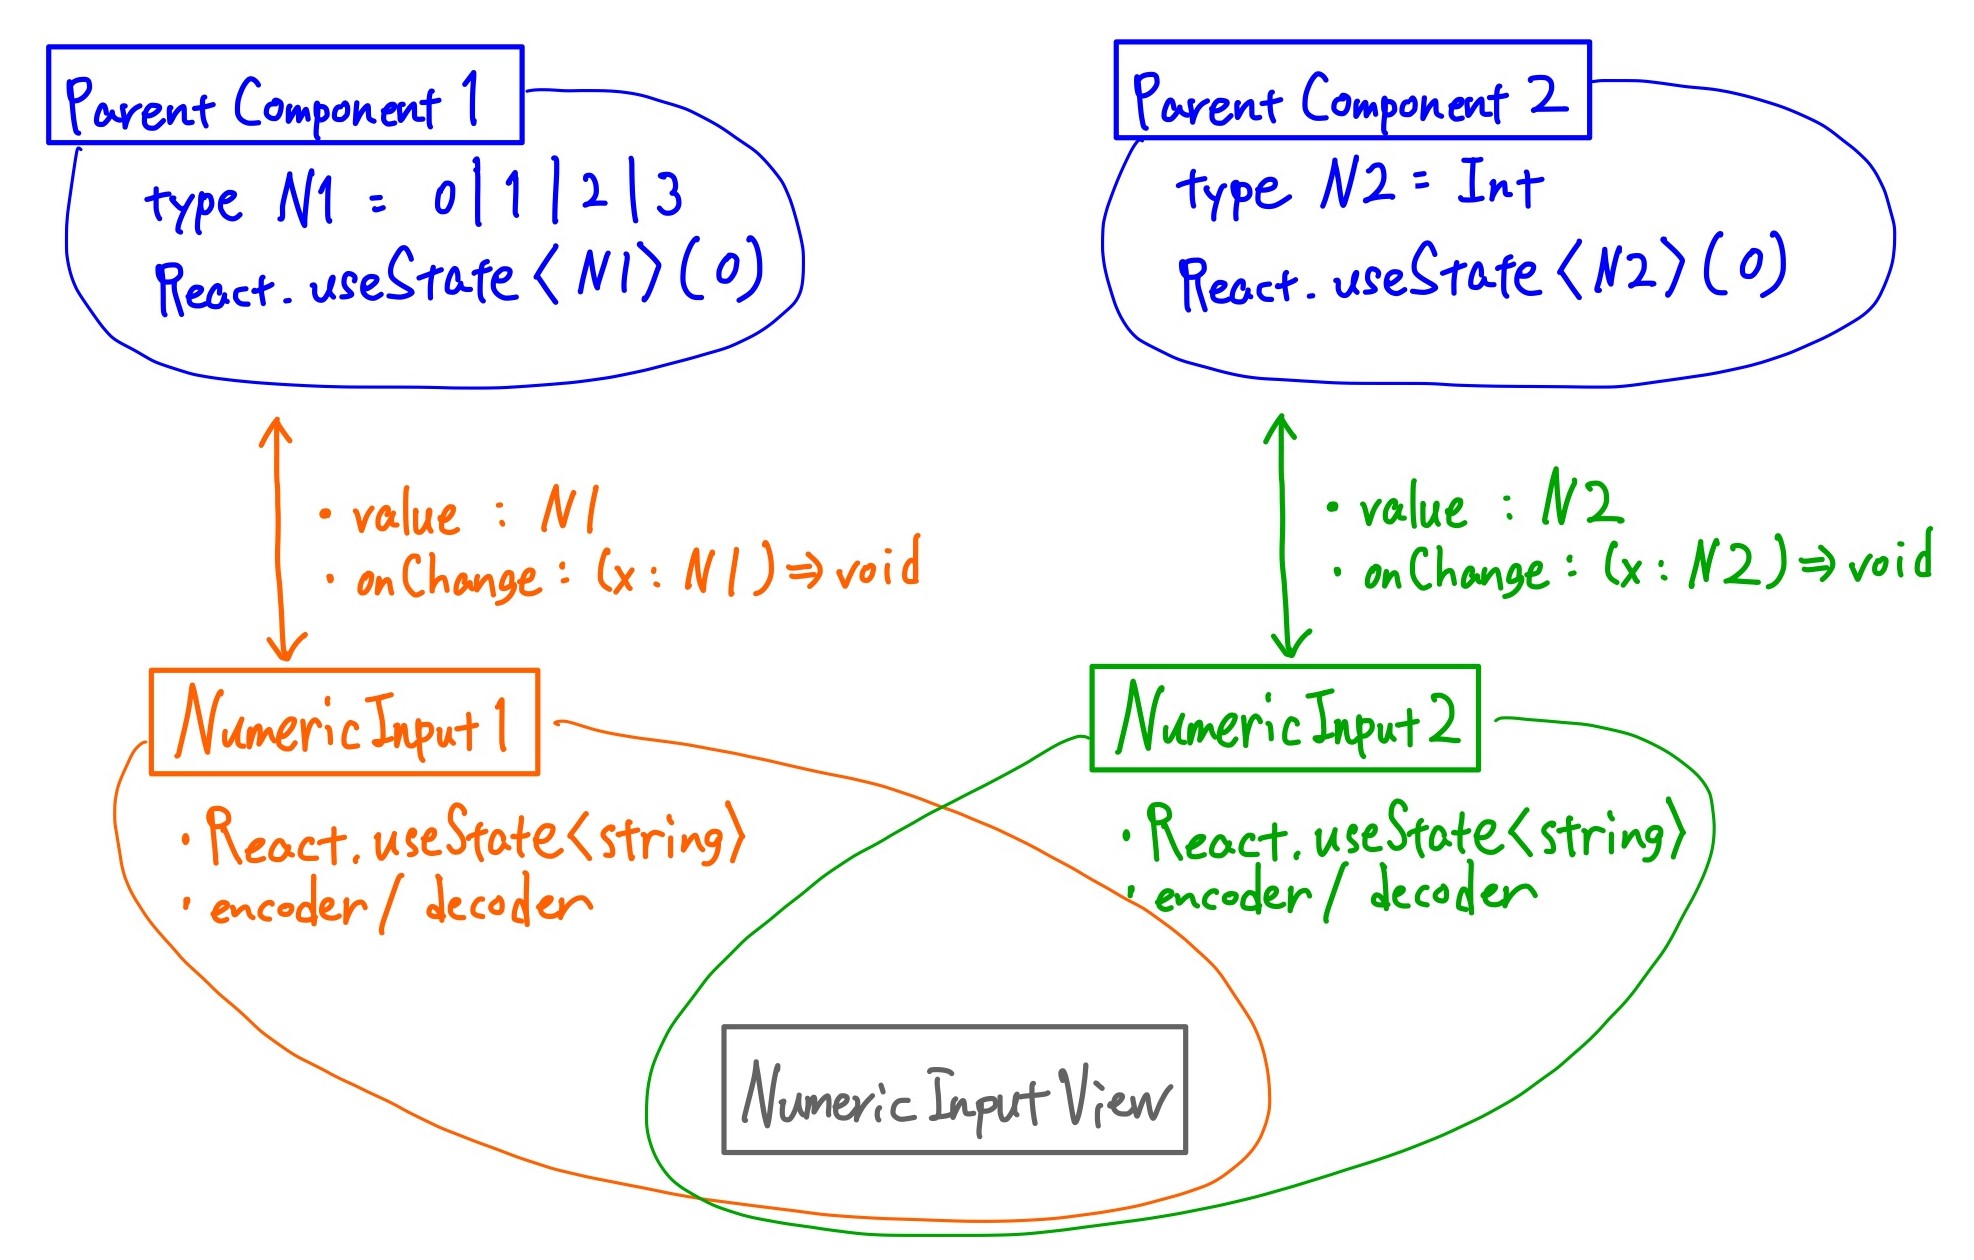 Parent Component 1
type N1 = 0 | 1 | 2 | 3
React.useState<N1>(0)
Parent Component 2
type N2 = Int
React.useState<N2>(0)
• value : N1
• onChange : (x : N1) ⇒ void
• value : N2
• onChange : (x : N2) ⇒ void
NumericInput1
• React.useState<string>
• encoder / decoder
NumericInput2
• React.useState<string>
• encoder / decoder
NumericInputView